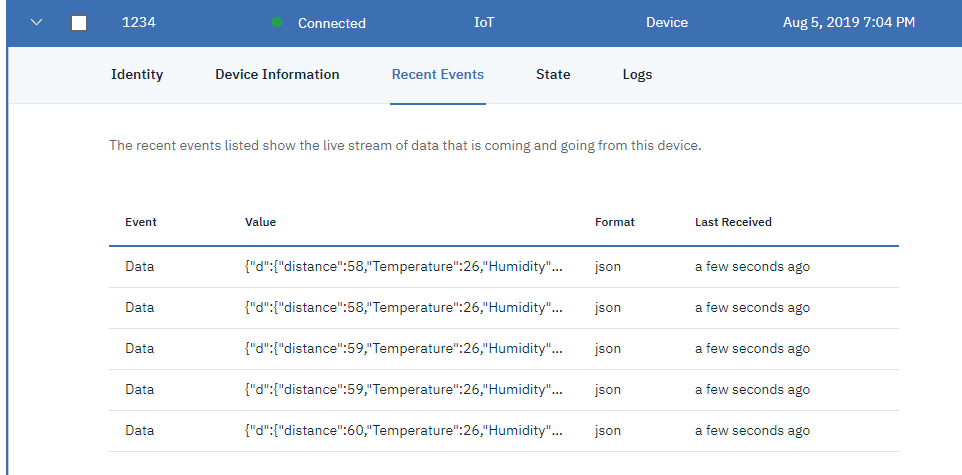 1234 Connected IoT Device Aug 5, 2019 7:04 PM
Identity Device Information Recent Events State Logs
The recent events listed show the live stream of data that is coming and going from this device.
Event Value Format Last Received
Data {"d":{"distance":58,"Temperature":26,"Humidity"... json a few seconds ago
Data {"d":{"distance":58,"Temperature":26,"Humidity"... json a few seconds ago
Data {"d":{"distance":59,"Temperature":26,"Humidity"... json a few seconds ago
Data {"d":{"distance":59,"Temperature":26,"Humidity"... json a few seconds ago
Data {"d":{"distance":60,"Temperature":26,"Humidity"... json a few seconds ago